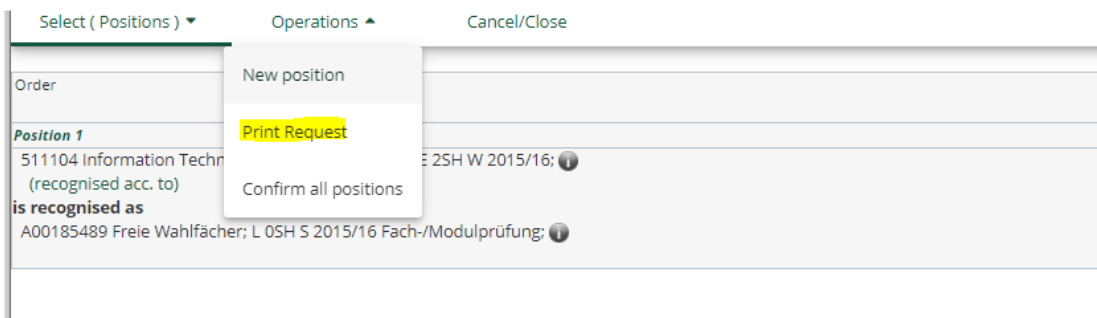 Select ( Positions ) Operations Cancel/Close
New position
Order
Print Request
Position 1
511104 Information Techn E 2SH W 2015/16;
(recognised acc. to)
Confirm all positions
is recognised as
A00185489 Freie Wahlfächer; L 0SH S 2015/16 Fach-/Modulprüfung;